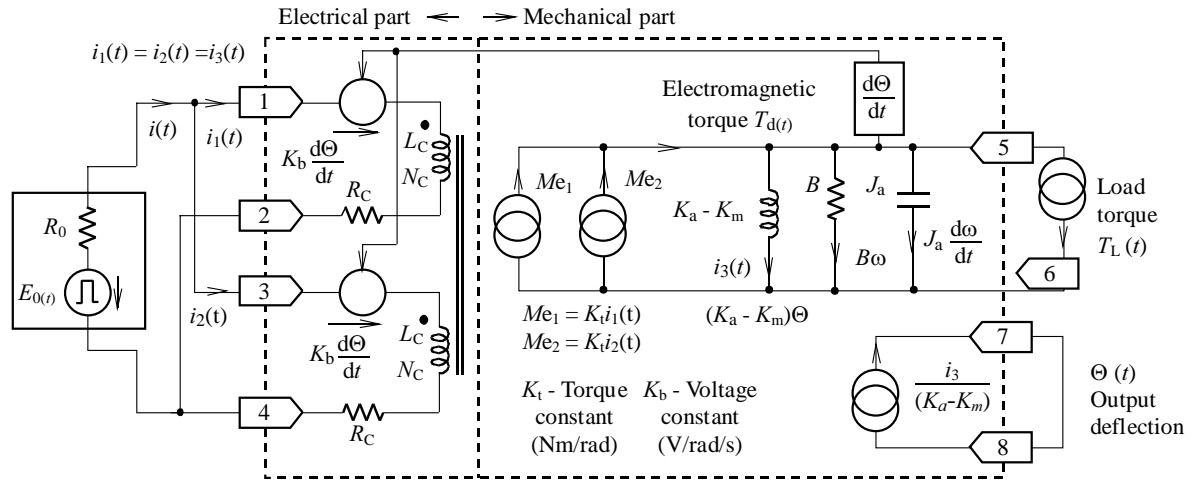 Electrical part
Mechanical part
i1(t) = i2(t) =i3(t)
1
dΘ/dt
Electromagnetic
torque Td(t)
i(t)
i1(t)
Kb dΘ/dt
LC
NC
5
Me1
Me2
Ka - Km
B
Ja
Load
torque
TL (t)
RC
2
R0
E0(t)
i3(t)
Bω
Ja dω/dt
6
3
i2(t)
Me1 = Kti1(t)
(Ka - Km)Θ
Me2 = Kti2(t)
Kb dΘ/dt
LC
NC
7
i3/(Ka-Km)
Θ (t)
Output
deflection
Kt - Torque
constant
(Nm/rad)
Kb - Voltage
constant
(V/rad/s)
4
RC
8